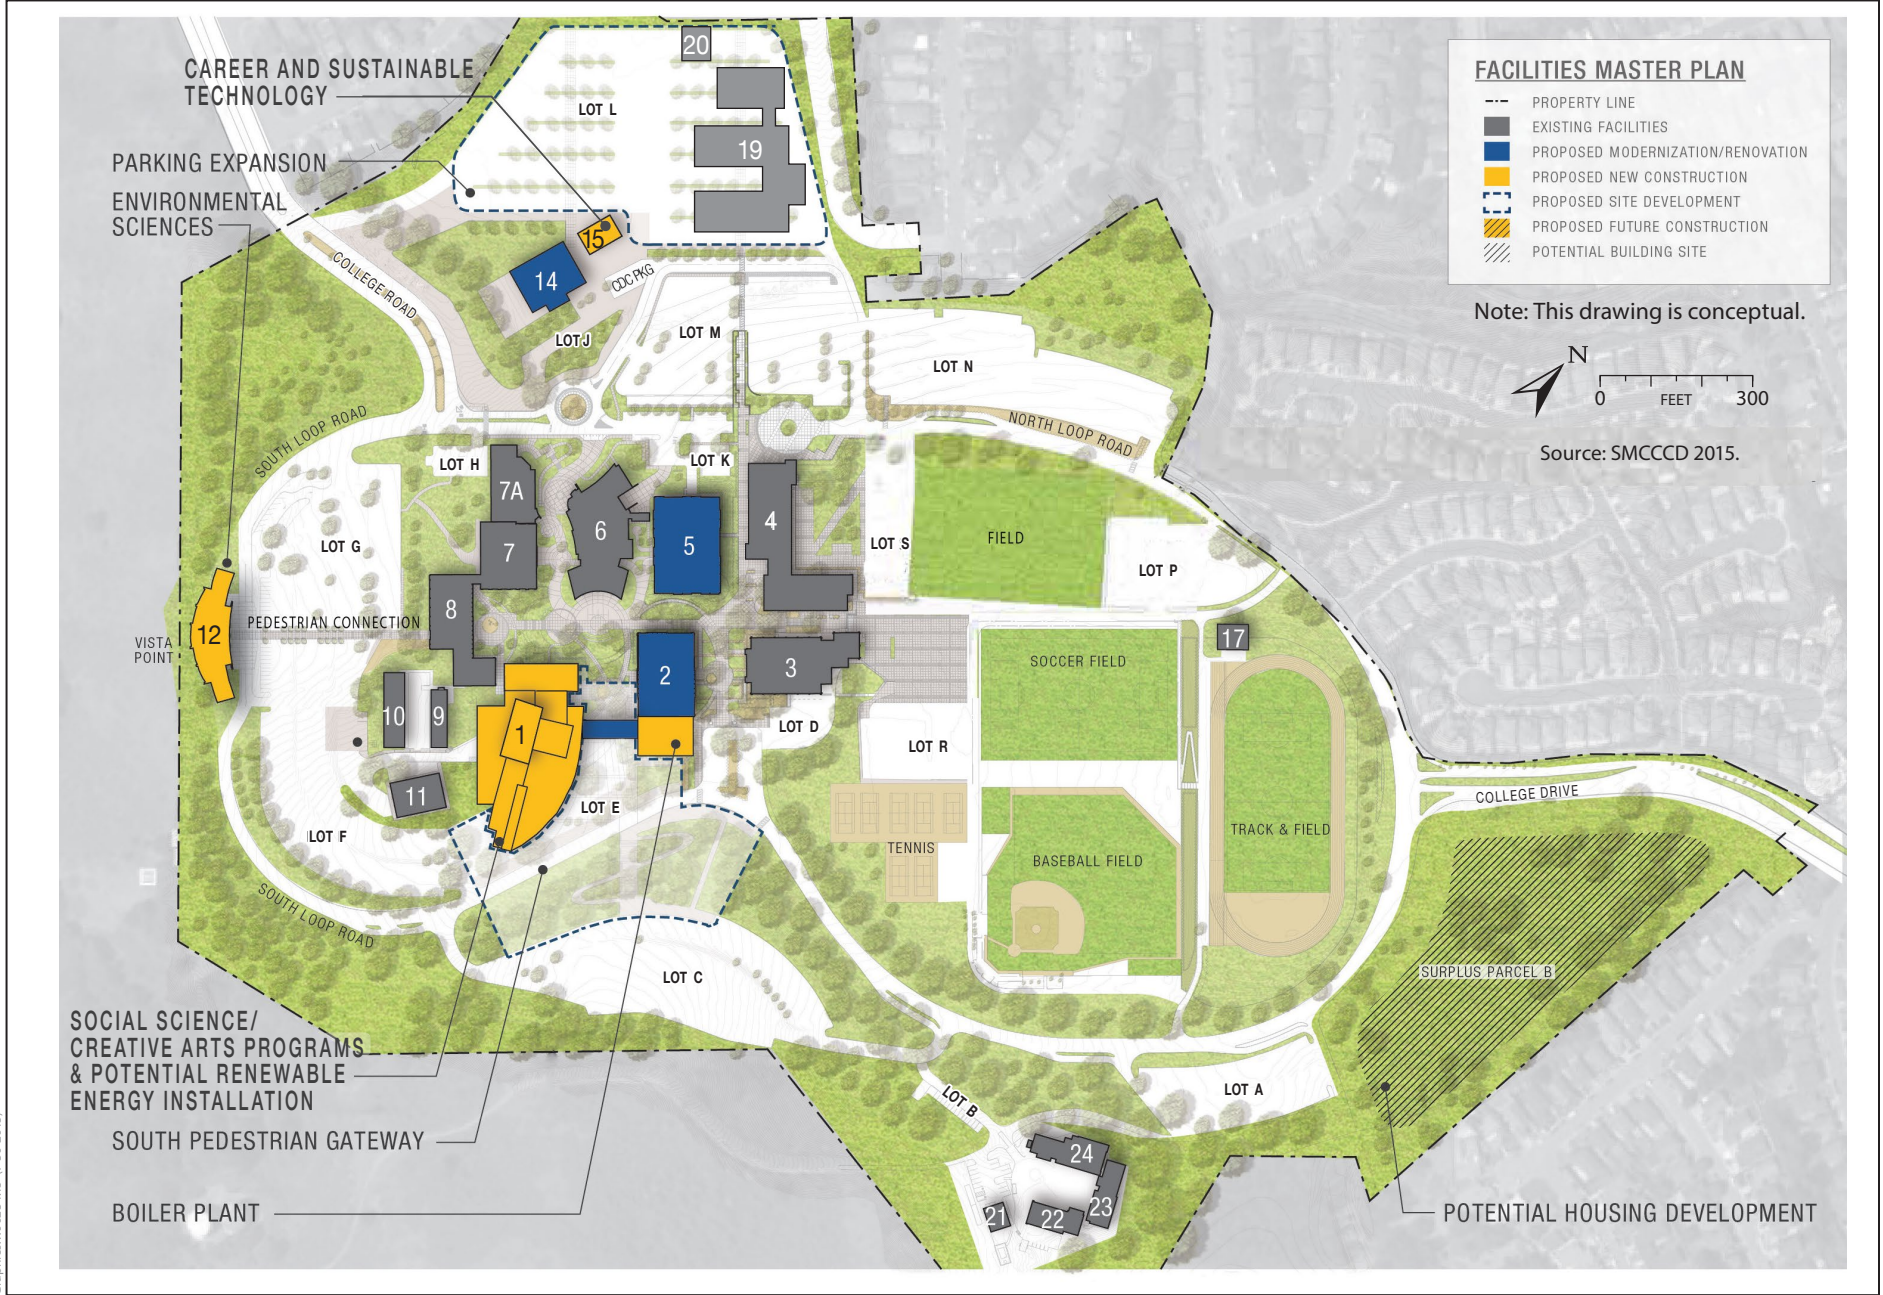 FACILITIES MASTER PLAN
PROPERTY LINE
EXISTING FACILITIES
PROPOSED MODERNIZATION/RENOVATION
PROPOSED NEW CONSTRUCTION
PROPOSED SITE DEVELOPMENT
PROPOSED FUTURE CONSTRUCTION
POTENTIAL BUILDING SITE
Note: This drawing is conceptual.
N
0 FEET 300
Source: SMCCCD 2015.
CAREER AND SUSTAINABLE
TECHNOLOGY
PARKING EXPANSION
ENVIRONMENTAL
SCIENCES
20
LOT L
19
15
14
CDC PKG
COLLEGE ROAD
LOT J
LOT M
LOT N
NORTH LOOP ROAD
SOUTH LOOP ROAD
LOT H
LOT K
7A
4
6
5
7
LOT G
LOT S
FIELD
LOT P
8
PEDESTRIAN CONNECTION
12
VISTA
POINT
17
2
3
SOCCER FIELD
10
9
1
LOT D
LOT R
11
LOT E
LOT F
COLLEGE DRIVE
TRACK & FIELD
TENNIS
BASEBALL FIELD
SOUTH LOOP ROAD
LOT C
SURPLUS PARCEL B
SOCIAL SCIENCE/
CREATIVE ARTS PROGRAMS
& POTENTIAL RENEWABLE
ENERGY INSTALLATION
SOUTH PEDESTRIAN GATEWAY
BOILER PLANT
LOT B
LOT A
24
23
21
22
POTENTIAL HOUSING DEVELOPMENT